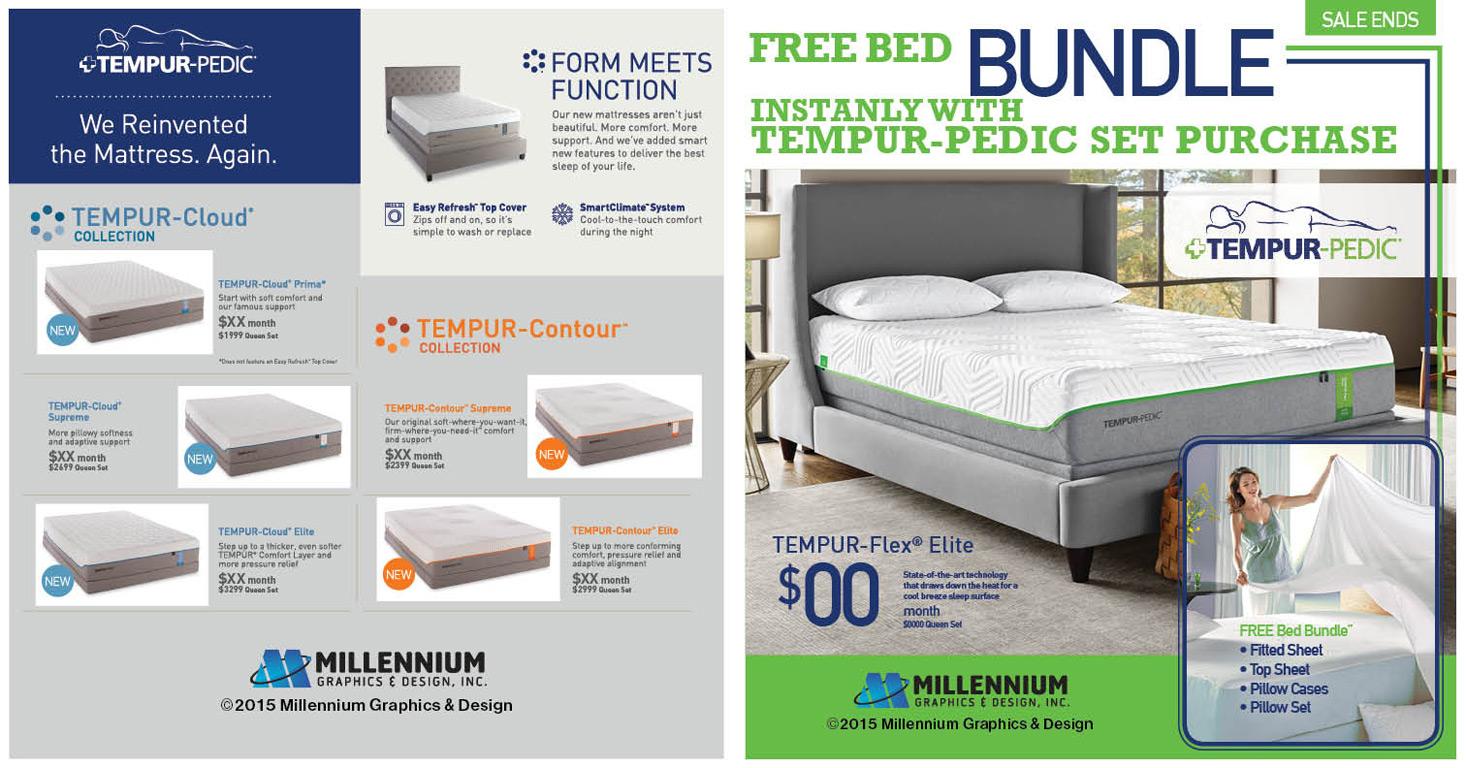 TEMPUR-PEDIC®
We Reinvented
the Mattress. Again.
FORM MEETS
FUNCTION
Our new mattresses aren't just
beautiful. More comfort. More
support. And we've added smart
new features to deliver the best
sleep of your life.
Easy Refresh™ Top Cover
Zips off and on, so it's
simple to wash or replace
SmartClimate™ System
Cool-to-the-touch comfort
during the night
TEMPUR-Cloud®
COLLECTION
TEMPUR-Cloud® Prima*
Start with soft comfort and
our famous support
$XX month
$1999 Queen Set
*Does not feature an Easy Refresh™ Top Cover
NEW
TEMPUR-Cloud®
Supreme
More pillowy softness
and adaptive support
$XX month
$2699 Queen Set
NEW
TEMPUR-Cloud® Elite
Step up to a thicker, even softer
TEMPUR® Comfort Layer and
more pressure relief
$XX month
$3299 Queen Set
NEW
TEMPUR-Contour™
COLLECTION
TEMPUR-Contour™ Supreme
Our original soft-where-you-want-it,
firm-where-you-need-it™ comfort
and support
$XX month
$2399 Queen Set
NEW
TEMPUR-Contour™ Elite
Step up to more conforming
comfort, pressure relief and
adaptive alignment
$XX month
$2999 Queen Set
NEW
MILLENNIUM
GRAPHICS & DESIGN, INC.
©2015 Millennium Graphics & Design
SALE ENDS
FREE BED BUNDLE
INSTANLY WITH
TEMPUR-PEDIC SET PURCHASE
TEMPUR-PEDIC®
TEMPUR-PEDIC®
TEMPUR-Flex® Elite
$00
State-of-the-art technology
that draws down the heat for a
cool breeze sleep surface
month
$0000 Queen Set
FREE Bed Bundle**
• Fitted Sheet
• Top Sheet
• Pillow Cases
• Pillow Set
MILLENNIUM
GRAPHICS & DESIGN, INC.
©2015 Millennium Graphics & Design